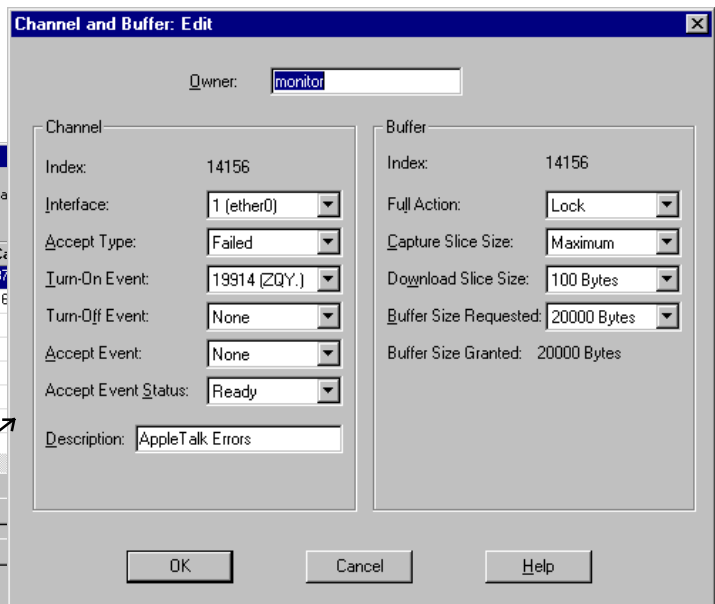 Channel and Buffer: Edit
Owner: monitor
Channel
Index: 14156
Interface: 1 (ether0)
Accept Type: Failed
Turn-On Event: 19914 (ZQY.)
Turn-Off Event: None
Accept Event: None
Accept Event Status: Ready
Description: AppleTalk Errors
Buffer
Index: 14156
Full Action: Lock
Capture Slice Size: Maximum
Download Slice Size: 100 Bytes
Buffer Size Requested: 20000 Bytes
Buffer Size Granted: 20000 Bytes
OK
Cancel
Help